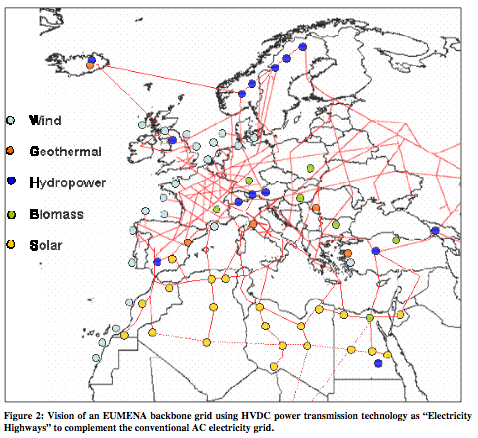 Wind
Geothermal
Hydropower
Biomass
Solar
Figure 2: Vision of an EUMENA backbone grid using HVDC power transmission technology as “Electricity
Highways” to complement the conventional AC electricity grid.